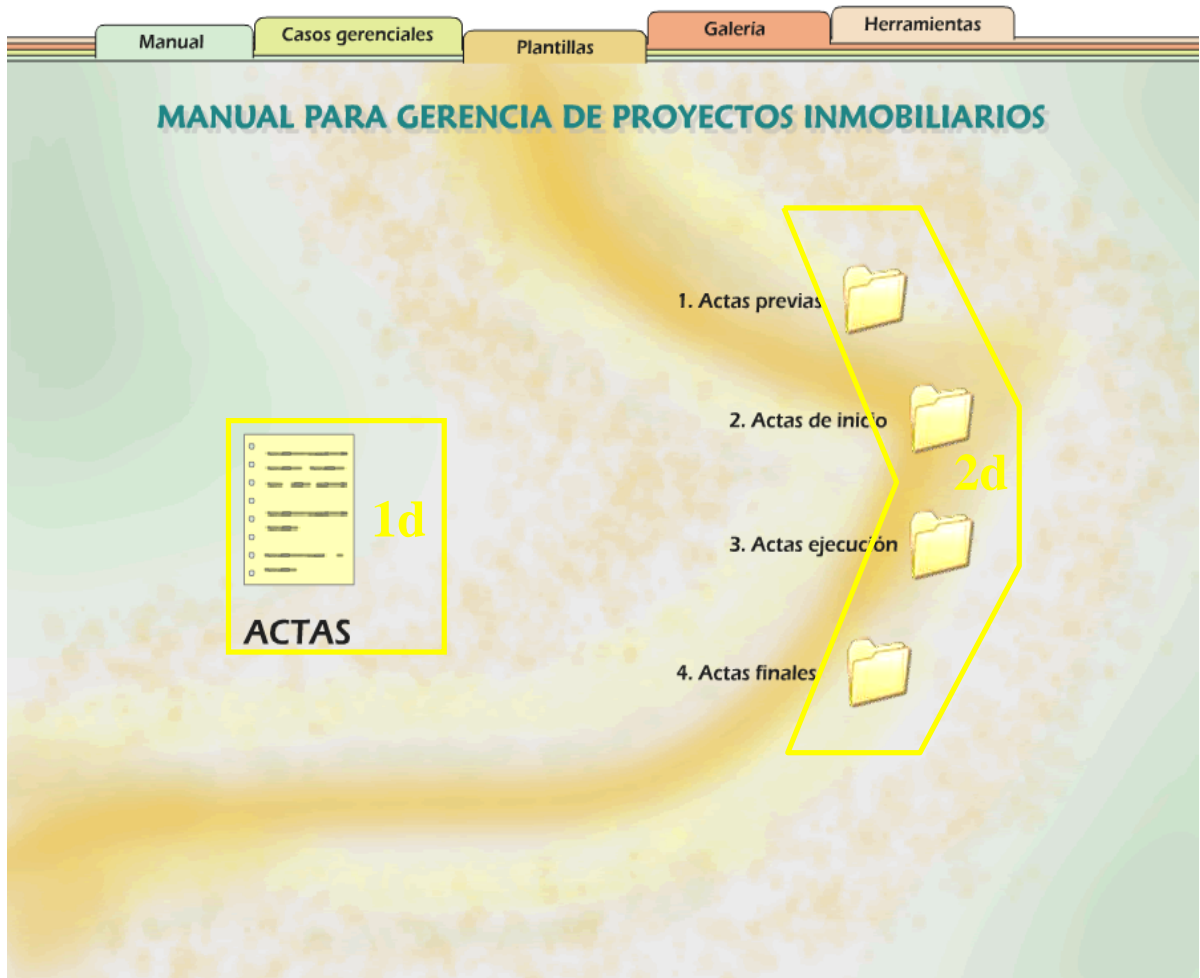 Manual
Casos gerenciales
Plantillas
Galería
Herramientas
MANUAL PARA GERENCIA DE PROYECTOS INMOBILIARIOS
1. Actas previas
2. Actas de inicio
2d
1d
3. Actas ejecución
ACTAS
4. Actas finales